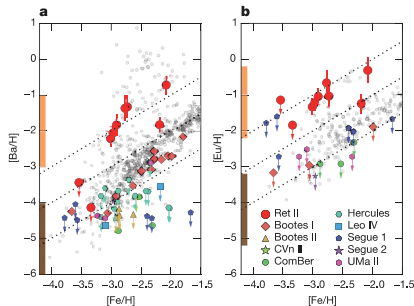 a
b
1
0
−1
−2
−3
−4
−5
[Ba/H]
−4.0 −3.5 −3.0 −2.5 −2.0 −1.5
[Fe/H]
1
0
−1
−2
−3
−4
−5
−6
[Eu/H]
−4.0 −3.5 −3.0 −2.5 −2.0 −1.5
[Fe/H]
Ret II
Bootes I
Bootes II
CVn II
ComBer
Hercules
Leo IV
Segue 1
Segue 2
UMa II